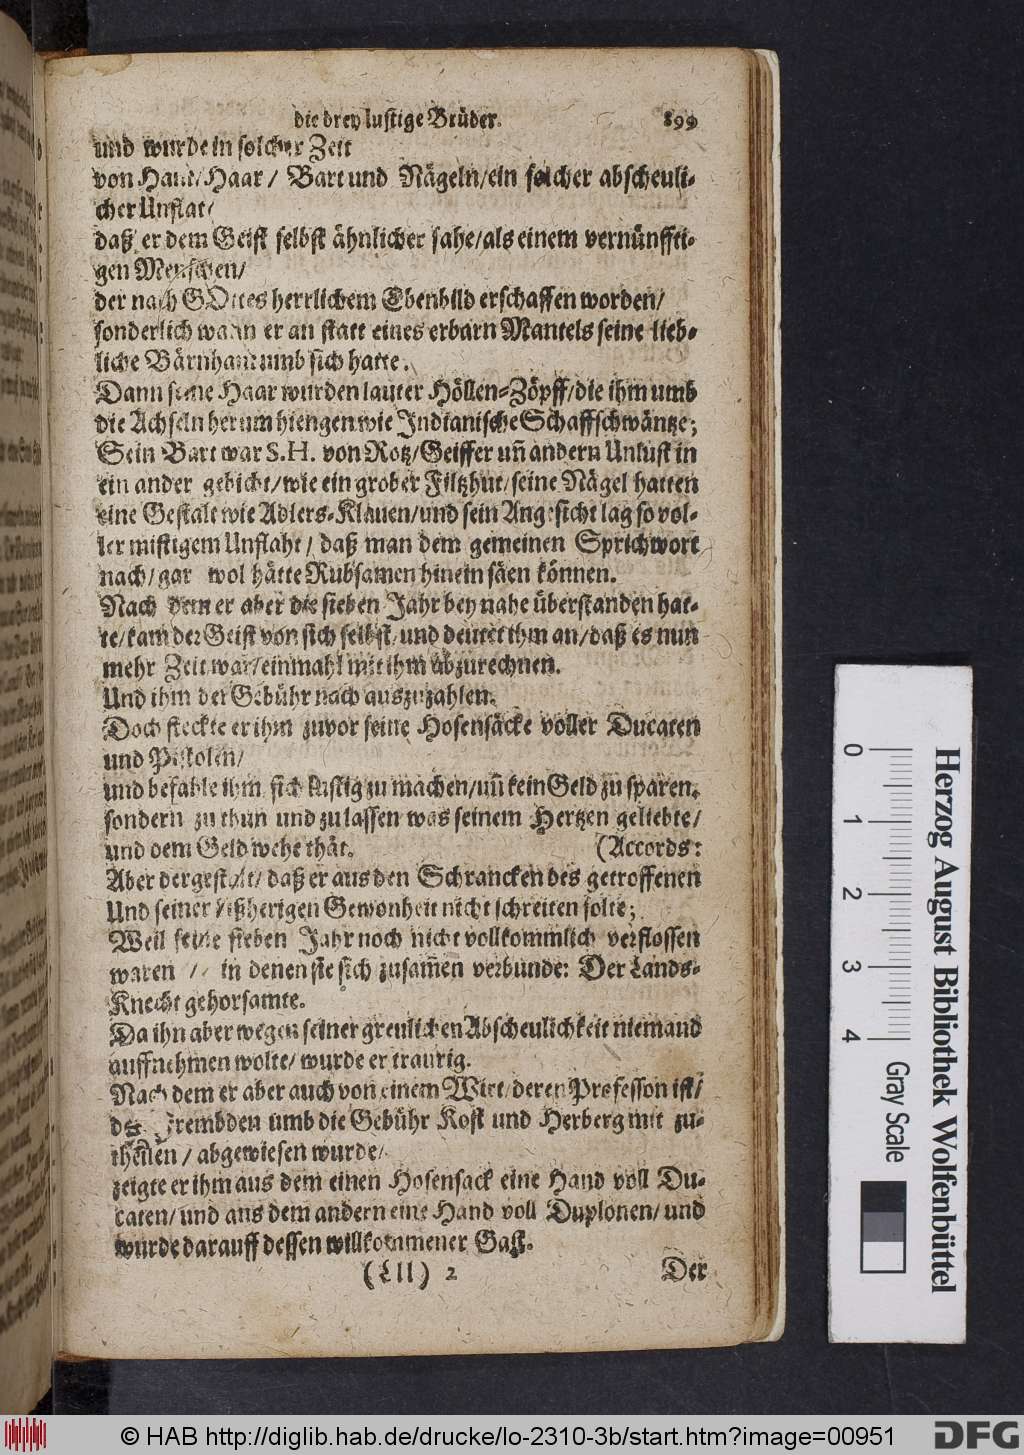 die drey lustige Brüder. 899
und wurde in solcher Zeit
von Haut/Haar/ Bart und Nägeln/ein solcher abscheuli-
cher Unflat/
daß er dem Geist selbst ähnlicher sahe/als einem vernünffti-
gen Menschen/
der nach GOttes herrlichem Ebenbild erschaffen worden/
sonderlich wann er an statt eines erbarn Mantels seine lieb-
liche Bärnhaut umb sich hatte.
Dann seine Haar wurden lauter Höllen-Zöpff/die ihm umb
die Achseln herum hiengen wie Indianische Schaffschwäntze;
Sein Bart war S.H. von Rotz/Geiffer uñ andern Unlust in
ein ander gebicht/wie ein grober Filtzhut/seine Nägel hatten
eine Gestalt wie Adlers-Klauen/und sein Angesicht lag so vol-
ler mistigem Unflaht/ daß man dem gemeinen Sprichwort
nach/gar wol hätte Rubsamen hinein säen können.
Nach dem er aber die sieben Jahr bey nahe überstanden hat-
te/kam der Geist von sich selbst/und deutet ihm an/daß es nun
mehr Zeit war/einmahl mit ihm abzurechnen.
Und ihm der Gebühr nach auszuzahlen.
Doch steckte er ihm zuvor seine Hosensäcke voller Ducaten
und Pistolen/
und befahle ihm, sich lustig zu machen/uñ kein Geld zu sparen,
sondern zu thun und zu lassen was seinem Hertzen geliebte/
und dem Geld wehe thät. (Accords:
Aber dergestalt/ daß er aus den Schrancken des getroffenen
Und seiner bißherigen Gewonheit nicht schreiten solte;
Weil seine sieben Jahr noch nicht vollkommlich verflossen
waren / in denen sie sich zusam̃en verbunde: Der Lands-
Knecht gehorsamte.
Da ihn aber wegen seiner greulichen Abscheulichkeit niemand
auffnehmen wolte/ wurde er traurig.
Nach dem er aber auch von einem Wirt/deren Professon ist/
den Frembden umb die Gebühr Kost und Herberg mit zu-
theilen / abgewiesen wurde/
zeigte er ihm aus dem einen Hosensack eine Hand voll Du-
caten/ und aus dem andern eine Hand voll Duplonen/ und
wurde darauff dessen willkommener Gast.
(Lll) 2 Der
0 1 2 3 4
Gray Scale
Herzog August Bibliothek Wolfenbüttel
© HAB http://diglib.hab.de/drucke/lo-2310-3b/start.htm?image=00951
DFG